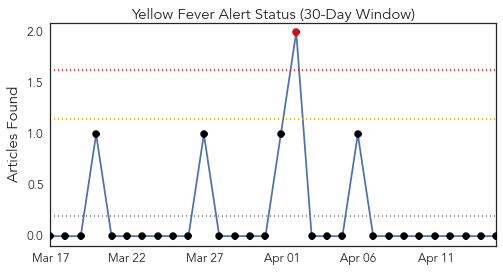 Yellow Fever Alert Status (30-Day Window)
Articles Found
2.0
1.5
1.0
0.5
0.0
Mar 17 Mar 22 Mar 27 Apr 01 Apr 06 Apr 11